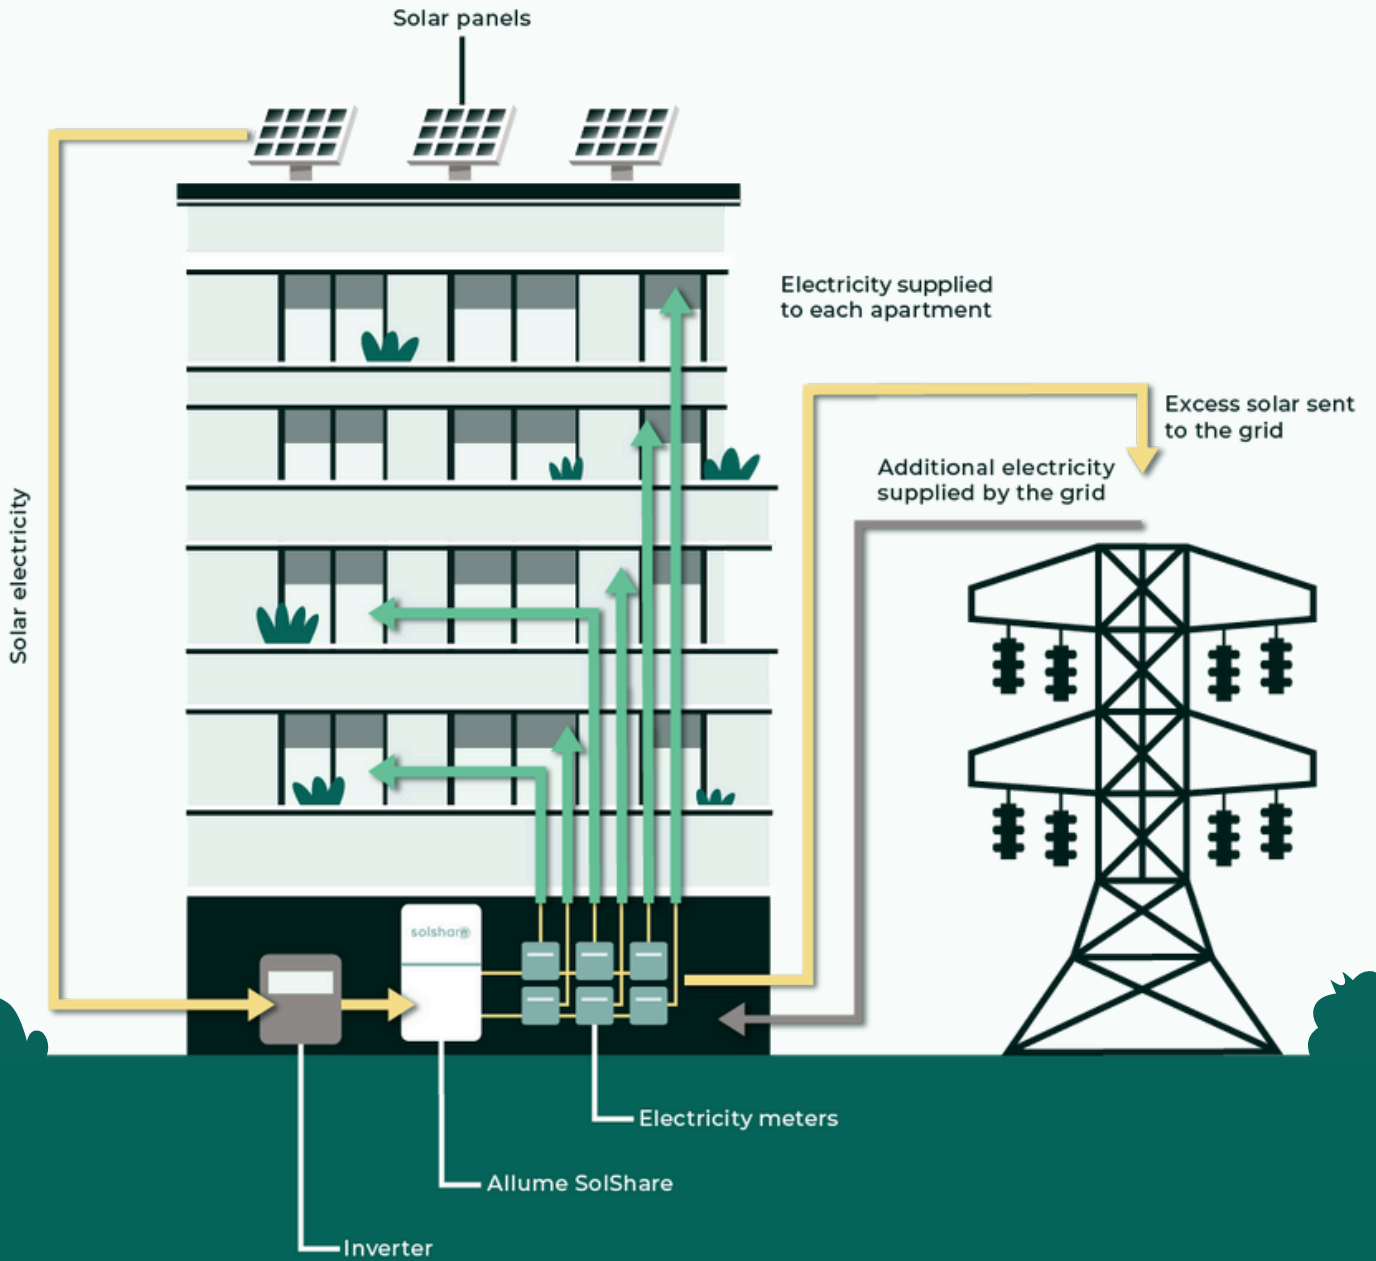 Solar panels
Electricity supplied
to each apartment
Excess solar sent
to the grid
Additional electricity
supplied by the grid
Solar electricity
solshare
Electricity meters
Allume SolShare
Inverter